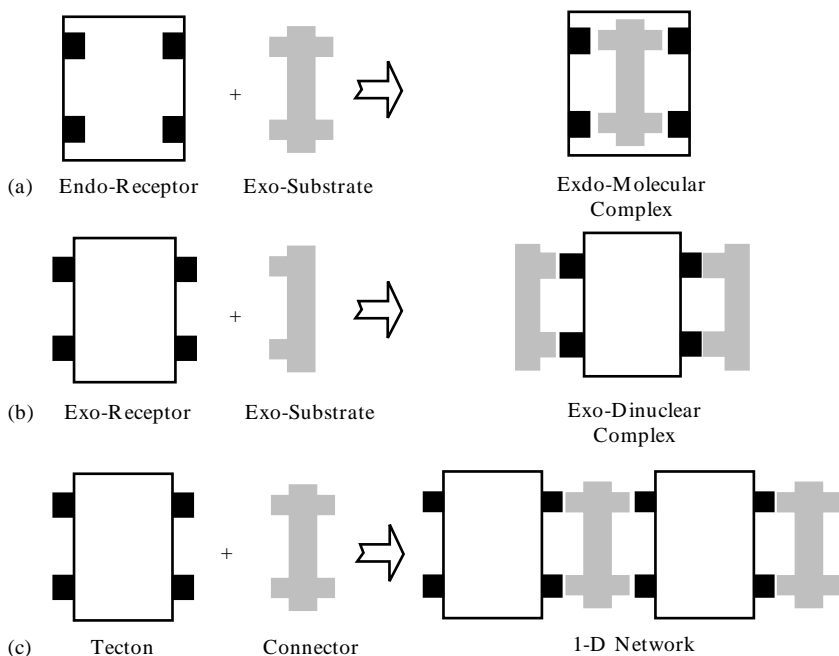 +
(a) Endo-Receptor Exo-Substrate Exdo-Molecular
Complex
+
(b) Exo-Receptor Exo-Substrate Exo-Dinuclear
Complex
+
(c) Tecton Connector 1-D Network